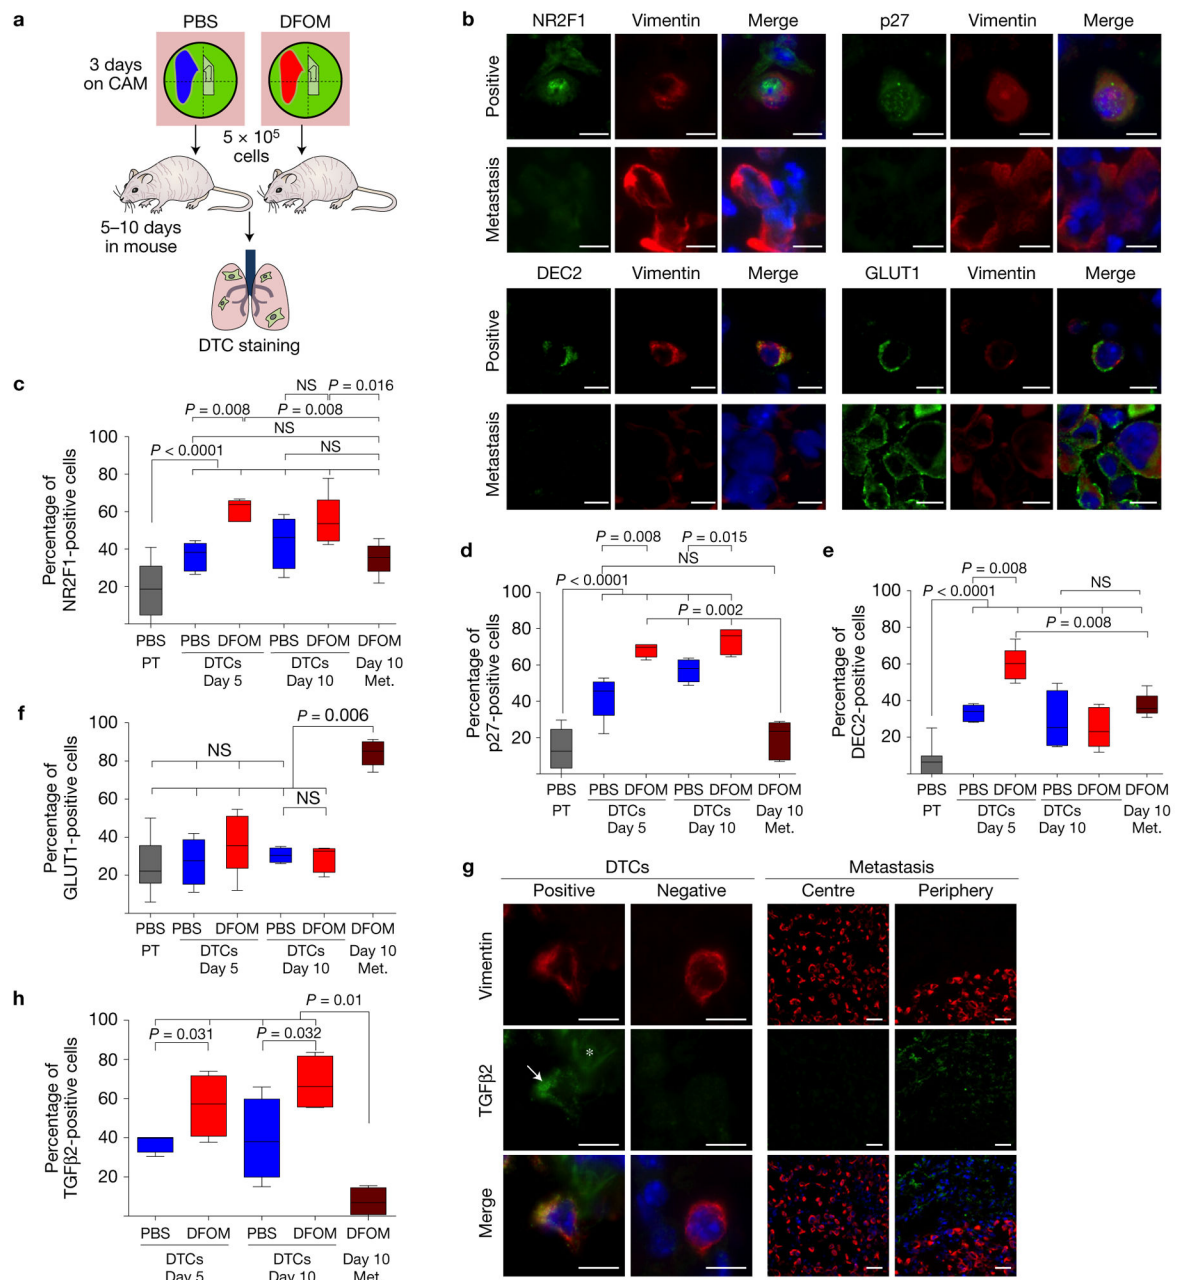 a
PBS
DFOM
3 days
on CAM
5 × 10⁵
cells
5–10 days
in mouse
DTC staining
b
NR2F1
Vimentin
Merge
p27
Vimentin
Merge
Positive
Metastasis
DEC2
Vimentin
Merge
GLUT1
Vimentin
Merge
Positive
Metastasis
c
NS
P = 0.016
P = 0.008
P = 0.008
NS
P < 0.0001
NS
Percentage of
NR2F1-positive cells
100
80
60
40
20
PBS
PBS
DFOM
PBS
DFOM
DFOM
PT
DTCs
Day 5
DTCs
Day 10
Day 10
Met.
d
P = 0.008
P = 0.015
NS
P < 0.0001
P = 0.002
Percentage of
p27-positive cells
100
80
60
40
20
PBS
PBS
DFOM
PBS
DFOM
DFOM
PT
DTCs
Day 5
DTCs
Day 10
Day 10
Met.
e
P = 0.008
NS
P < 0.0001
P = 0.008
Percentage of
DEC2-positive cells
100
80
60
40
20
PBS
PBS
DFOM
PBS
DFOM
DFOM
PT
DTCs
Day 5
DTCs
Day 10
Day 10
Met.
f
P = 0.006
NS
NS
Percentage of
GLUT1-positive cells
100
80
60
40
20
PBS
PBS
DFOM
PBS
DFOM
DFOM
PT
DTCs
Day 5
DTCs
Day 10
Day 10
Met.
g
DTCs
Metastasis
Positive
Negative
Centre
Periphery
Vimentin
TGFβ2
*
Merge
h
P = 0.01
P = 0.031
P = 0.032
Percentage of
TGFβ2-positive cells
100
80
60
40
20
PBS
DFOM
PBS
DFOM
DFOM
DTCs
Day 5
DTCs
Day 10
Day 10
Met.